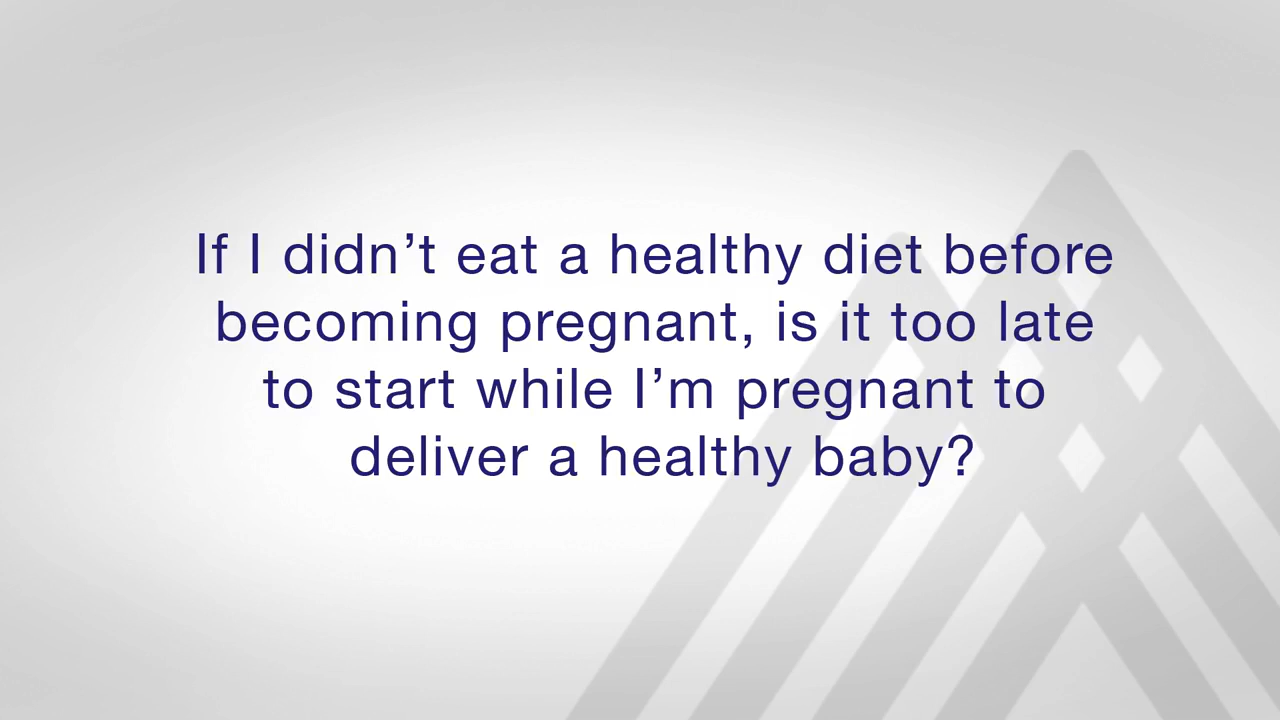 If I didn’t eat a healthy diet before
becoming pregnant, is it too late
to start while I’m pregnant to
deliver a healthy baby?